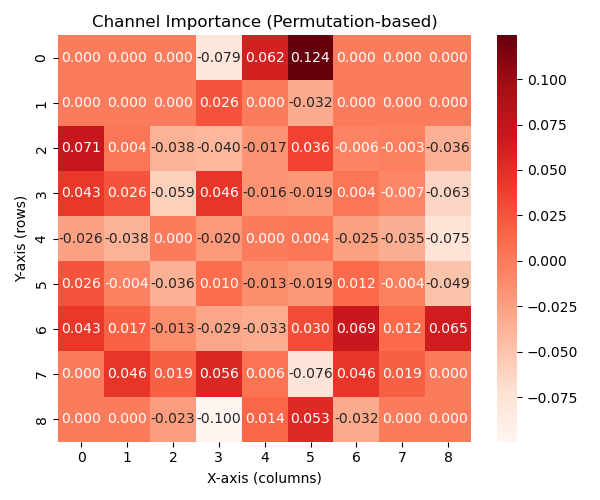 Channel Importance (Permutation-based)
0 0.000 0.000 0.000 -0.079 0.062 0.124 0.000 0.000 0.000
1 0.000 0.000 0.000 0.026 0.000 -0.032 0.000 0.000 0.000
2 0.071 0.004 -0.038 -0.040 -0.017 0.036 -0.006 -0.003 -0.036
3 0.043 0.026 -0.059 0.046 -0.016 -0.019 0.004 -0.007 -0.063
4 -0.026 -0.038 0.000 -0.020 0.000 0.004 -0.025 -0.035 -0.075
5 0.026 -0.004 -0.036 0.010 -0.013 -0.019 0.012 -0.004 -0.049
6 0.043 0.017 -0.013 -0.029 -0.033 0.030 0.069 0.012 0.065
7 0.000 0.046 0.019 0.056 0.006 -0.076 0.046 0.019 0.000
8 0.000 0.000 -0.023 -0.100 0.014 0.053 -0.032 0.000 0.000
0 1 2 3 4 5 6 7 8
X-axis (columns)
Y-axis (rows)
0.100
0.075
0.050
0.025
0.000
−0.025
−0.050
−0.075